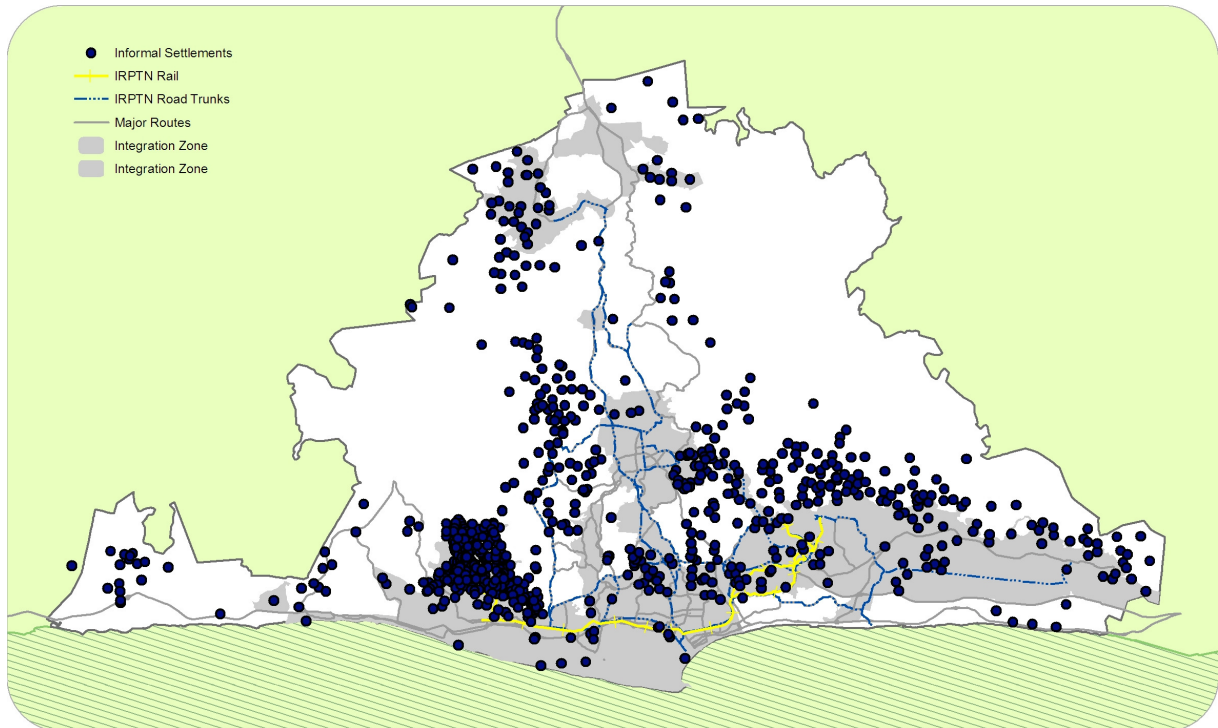 Informal Settlements
IRPTN Rail
IRPTN Road Trunks
Major Routes
Integration Zone
Integration Zone